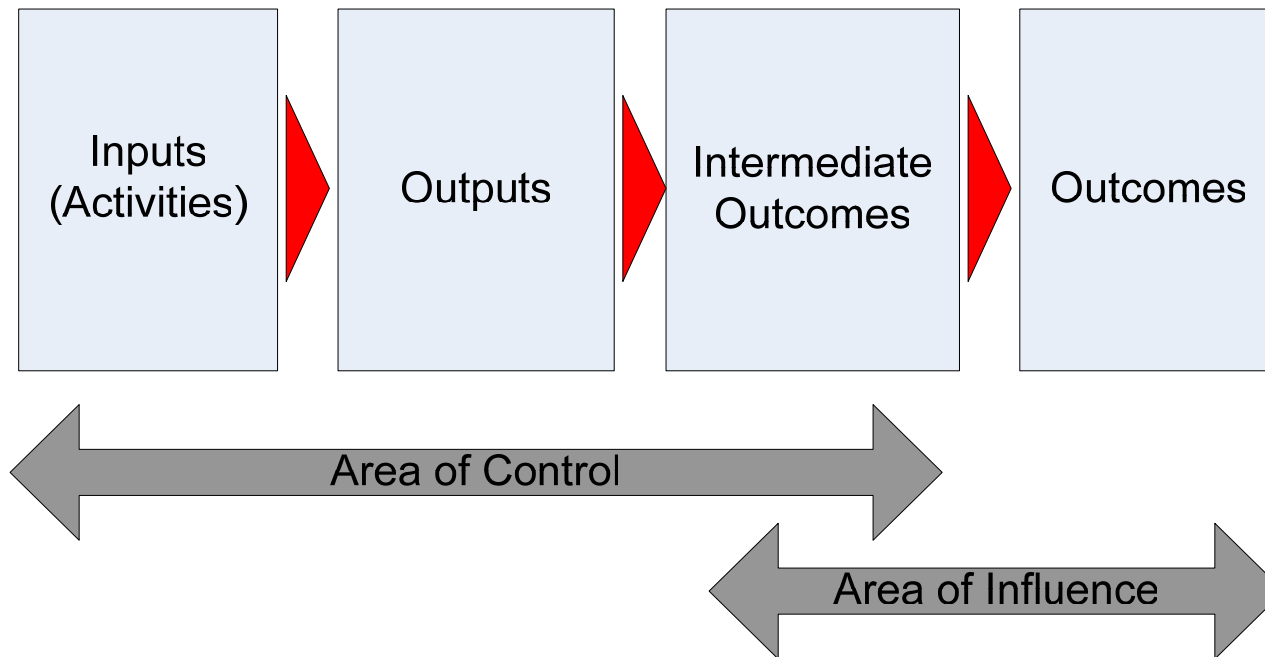 Inputs
(Activities)
Outputs
Intermediate
Outcomes
Outcomes
Area of Control
Area of Influence